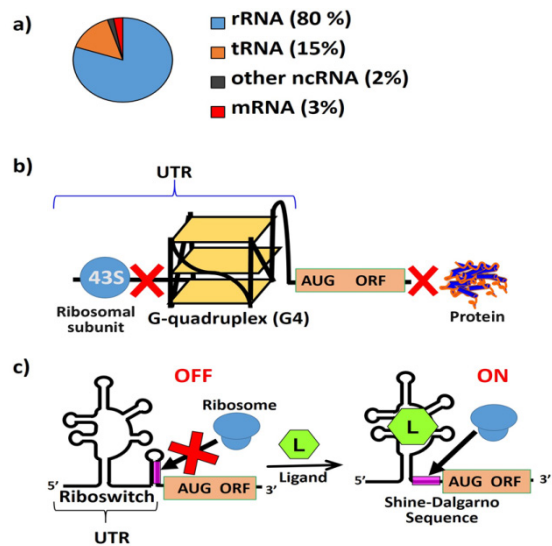 a)
rRNA (80 %)
tRNA (15%)
other ncRNA (2%)
mRNA (3%)
b)
UTR
43S
AUG ORF
Ribosomal
subunit
G-quadruplex (G4)
Protein
c)
OFF
ON
Ribosome
L
L
Ligand
5’
Riboswitch
AUG ORF
3’
5’
AUG ORF
3’
UTR
Shine-Dalgarno
Sequence